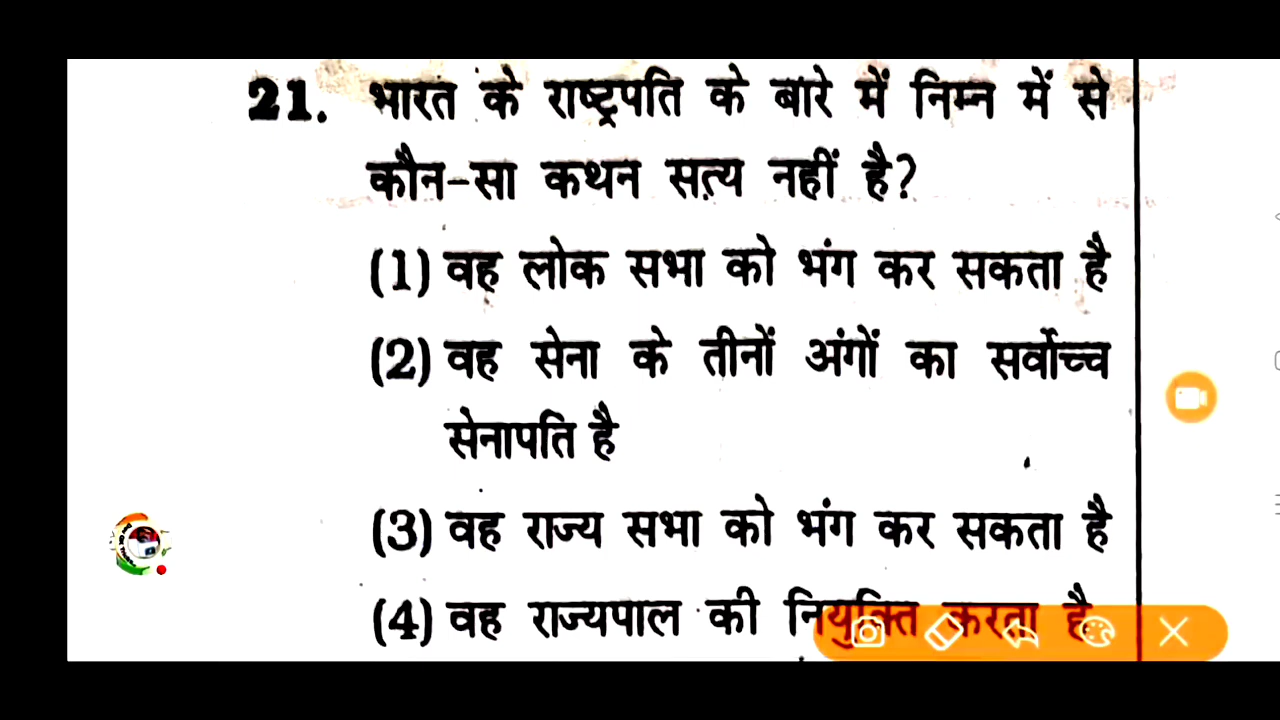 21. भारत के राष्ट्रपति के बारे में निम्न में से
कौन-सा कथन सत्य नहीं है?
(1) वह लोक सभा को भंग कर सकता है
(2) वह सेना के तीनों अंगों का सर्वोच्च
सेनापति है
(3) वह राज्य सभा को भंग कर सकता है
(4) वह राज्यपाल की नियुक्ति करता है